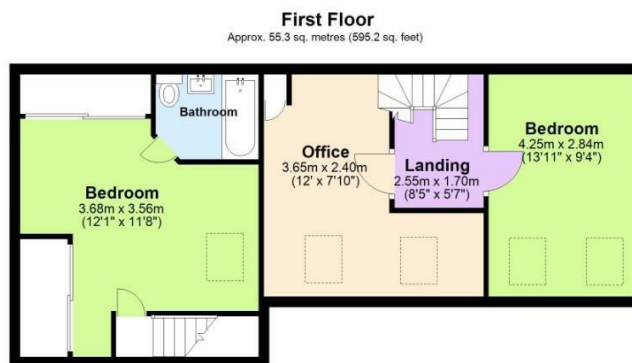 First Floor
Approx. 55.3 sq. metres (595.2 sq. feet)
Bathroom
Bedroom
3.68m x 3.56m
(12'1" x 11'8")
Office
3.65m x 2.40m
(12' x 7'10")
Landing
2.55m x 1.70m
(8'5" x 5'7")
Bedroom
4.25m x 2.84m
(13'11" x 9'4")